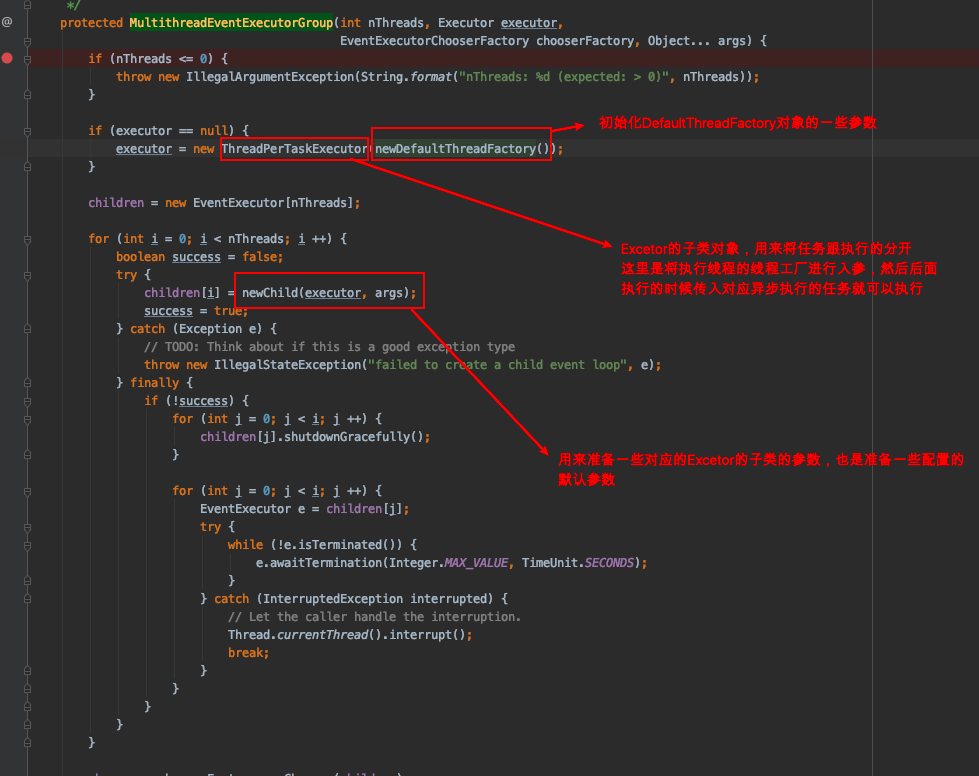 */
@
protected MultithreadEventExecutorGroup(int nThreads, Executor executor,
EventExecutorChooserFactory chooserFactory, Object... args) {
if (nThreads <= 0) {
throw new IllegalArgumentException(String.format("nThreads: %d (expected: > 0)", nThreads));
}
if (executor == null) {
初始化DefaultThreadFactory对象的一些参数
executor = new ThreadPerTaskExecutor(newDefaultThreadFactory());
}
children = new EventExecutor[nThreads];
for (int i = 0; i < nThreads; i ++) {
Excetor的子类对象，用来将任务跟执行的分开
boolean success = false;
这里是将执行线程的线程工厂进行入参，然后后面
try {
执行的时候传入对应异步执行的任务就可以执行
children[i] = newChild(executor, args);
success = true;
} catch (Exception e) {
// TODO: Think about if this is a good exception type
throw new IllegalStateException("failed to create a child event loop", e);
} finally {
if (!success) {
for (int j = 0; j < i; j ++) {
children[j].shutdownGracefully();
}
用来准备一些对应的Excetor的子类的参数，也是准备一些配置的
默认参数
for (int j = 0; j < i; j ++) {
EventExecutor e = children[j];
try {
while (!e.isTerminated()) {
e.awaitTermination(Integer.MAX_VALUE, TimeUnit.SECONDS);
}
} catch (InterruptedException interrupted) {
// Let the caller handle the interruption.
Thread.currentThread().interrupt();
break;
}
}
}
}
}